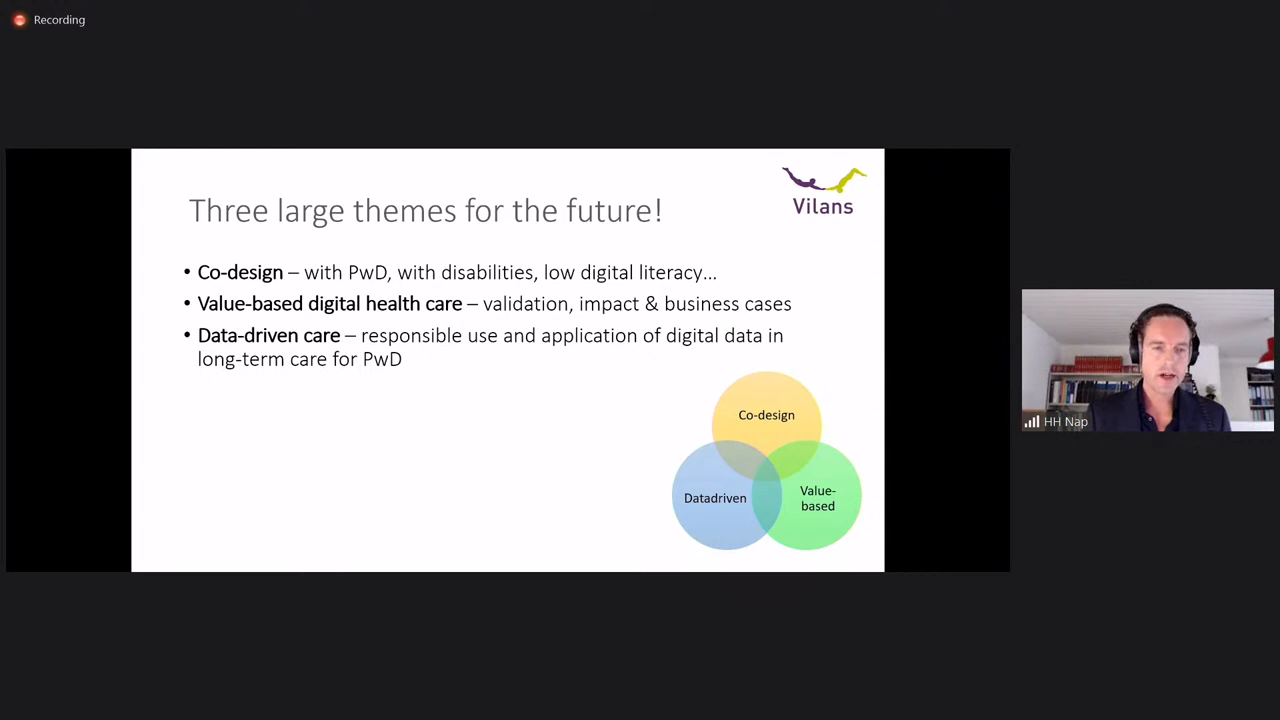 Recording
Vilans
Three large themes for the future!
• Co-design – with PwD, with disabilities, low digital literacy...
• Value-based digital health care – validation, impact & business cases
• Data-driven care – responsible use and application of digital data in
long-term care for PwD
Co-design
Datadriven
Value-
based
HH Nap